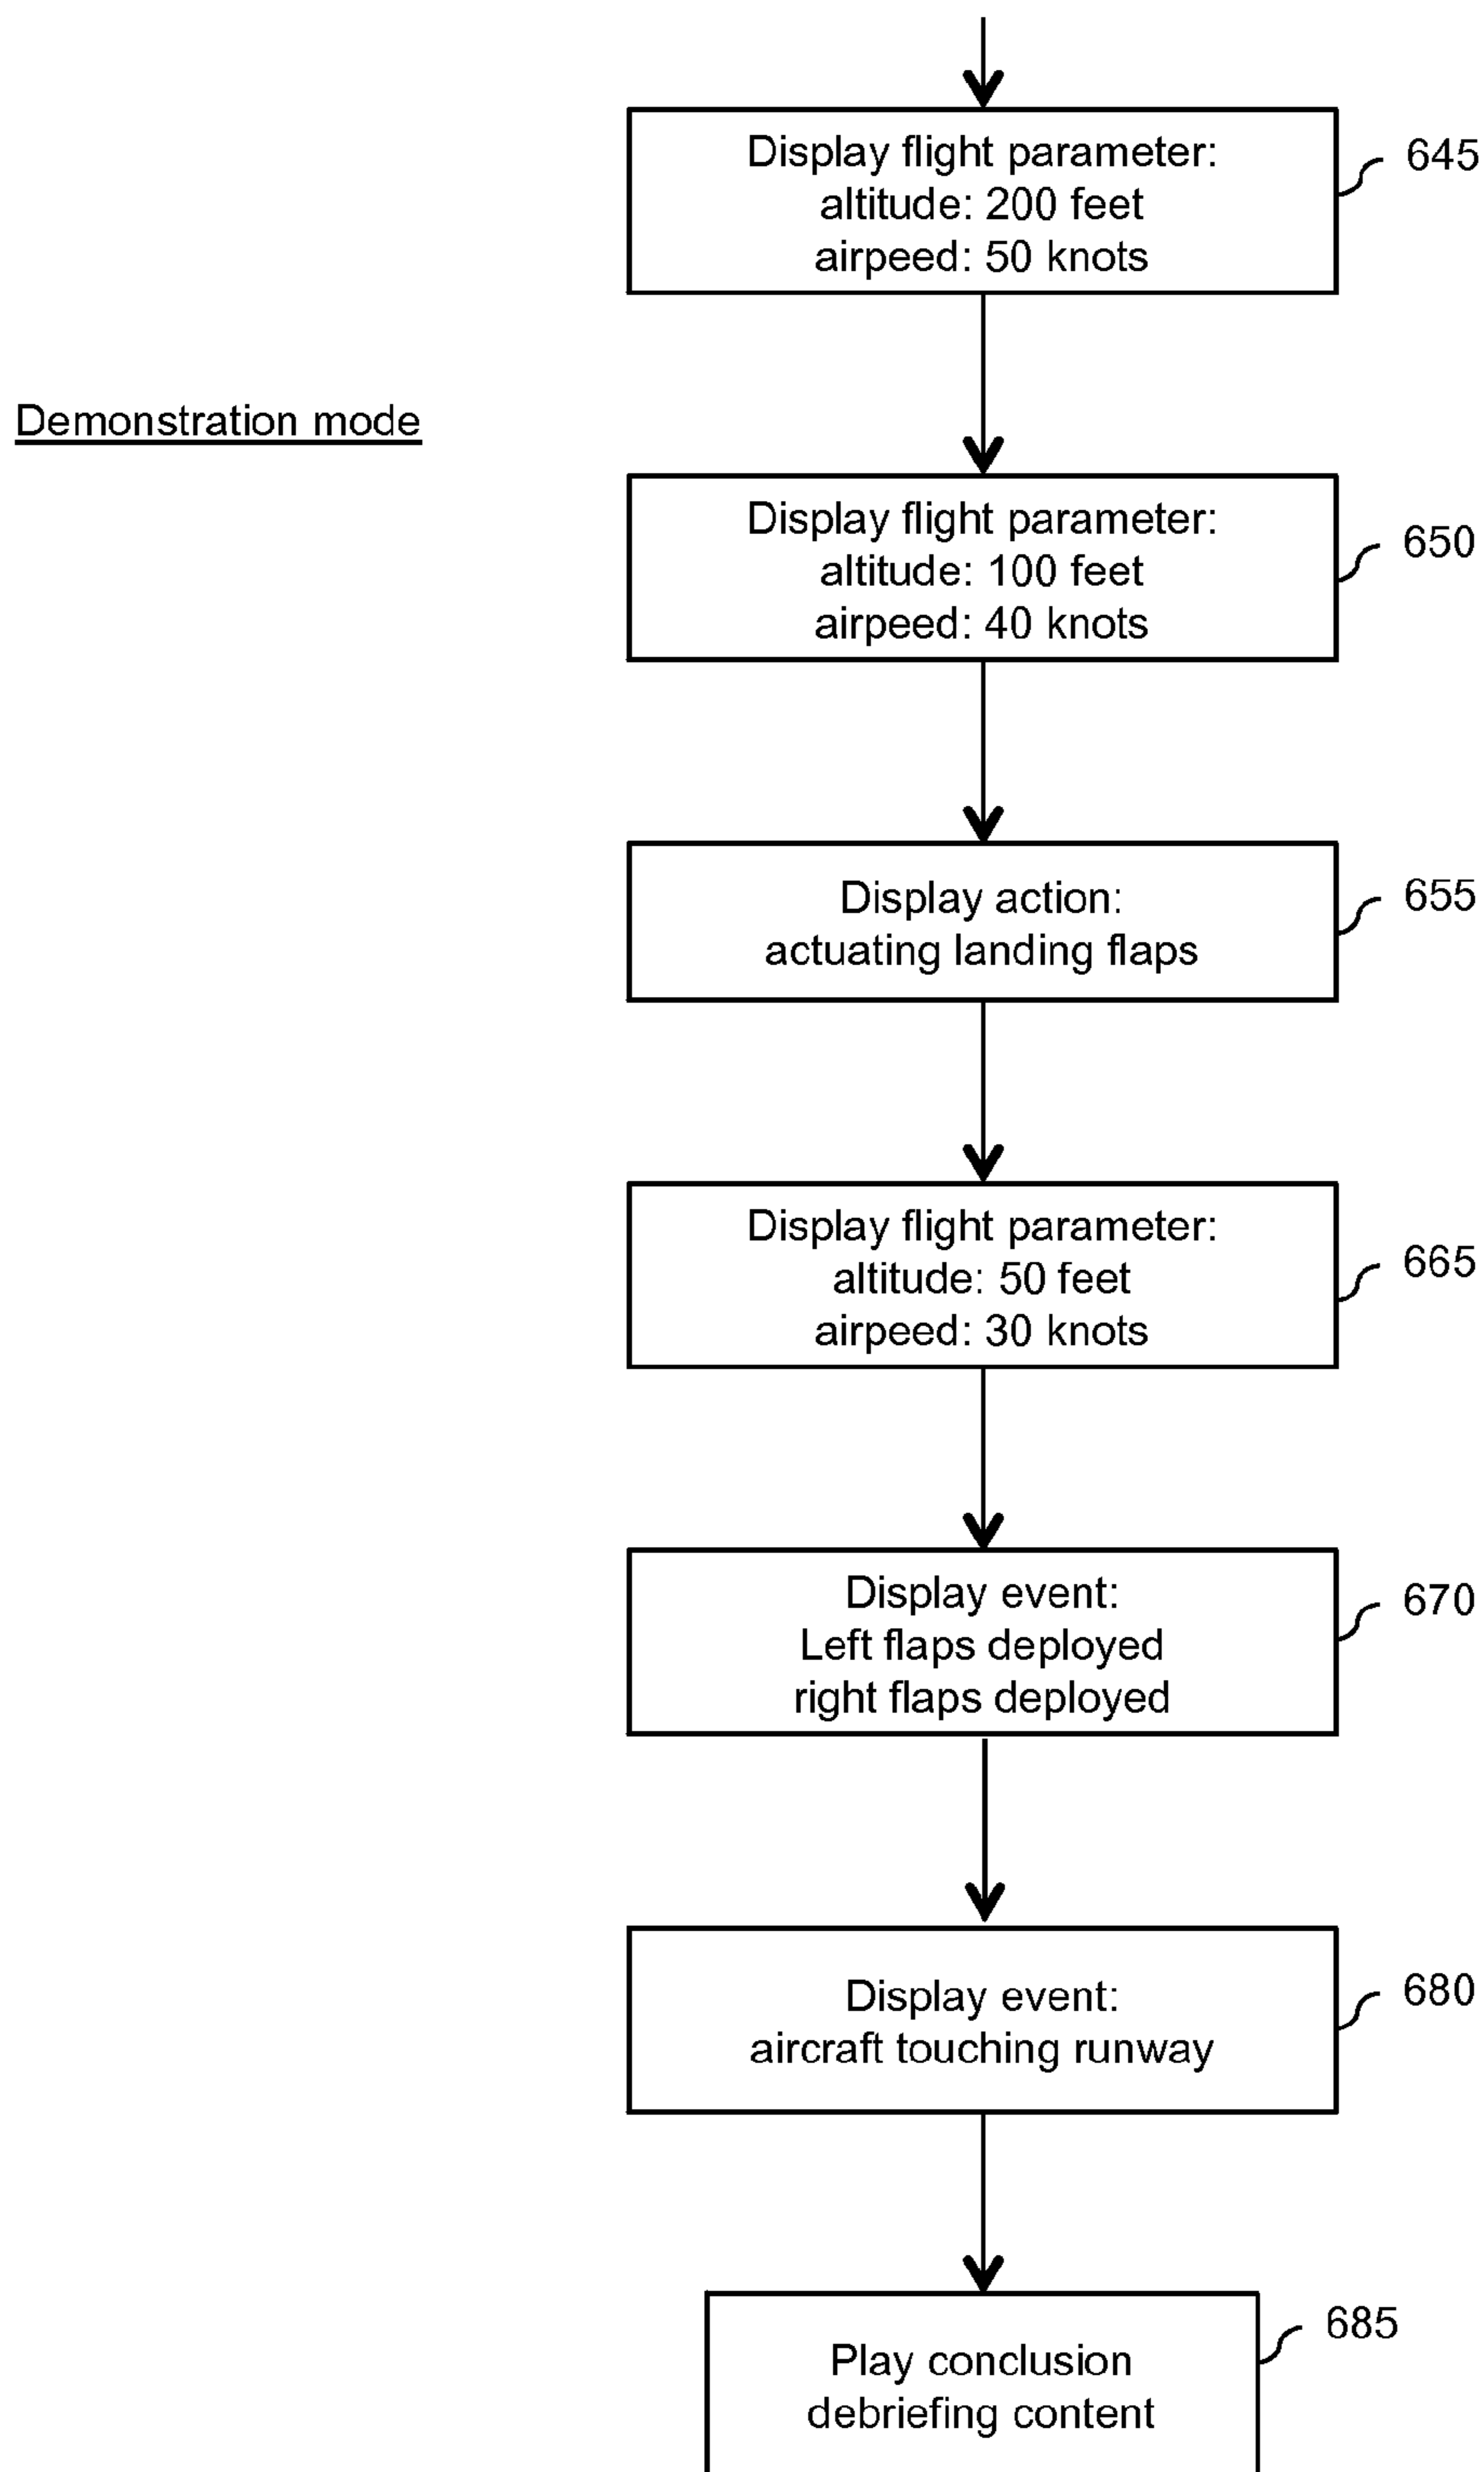 Display flight parameter:
altitude: 200 feet
airpeed: 50 knots
645
Demonstration mode
Display flight parameter:
altitude: 100 feet
airpeed: 40 knots
650
Display action:
actuating landing flaps
655
Display flight parameter:
altitude: 50 feet
airpeed: 30 knots
665
Display event:
Left flaps deployed
right flaps deployed
670
Display event:
aircraft touching runway
680
Play conclusion
debriefing content
685